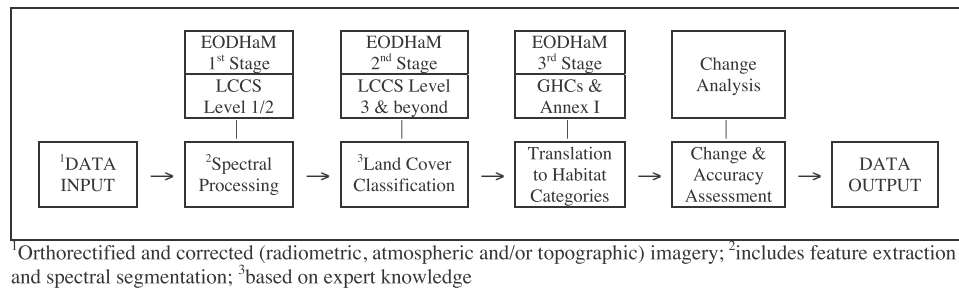 EODHaM
1st Stage
LCCS
Level 1/2
EODHaM
2nd Stage
LCCS Level
3 & beyond
EODHaM
3rd Stage
GHCs &
Annex I
Change
Analysis
1DATA
INPUT
2Spectral
Processing
3Land Cover
Classification
Translation
to Habitat
Categories
Change &
Accuracy
Assessment
DATA
OUTPUT
1Orthorectified and corrected (radiometric, atmospheric and/or topographic) imagery; 2includes feature extraction
and spectral segmentation; 3based on expert knowledge